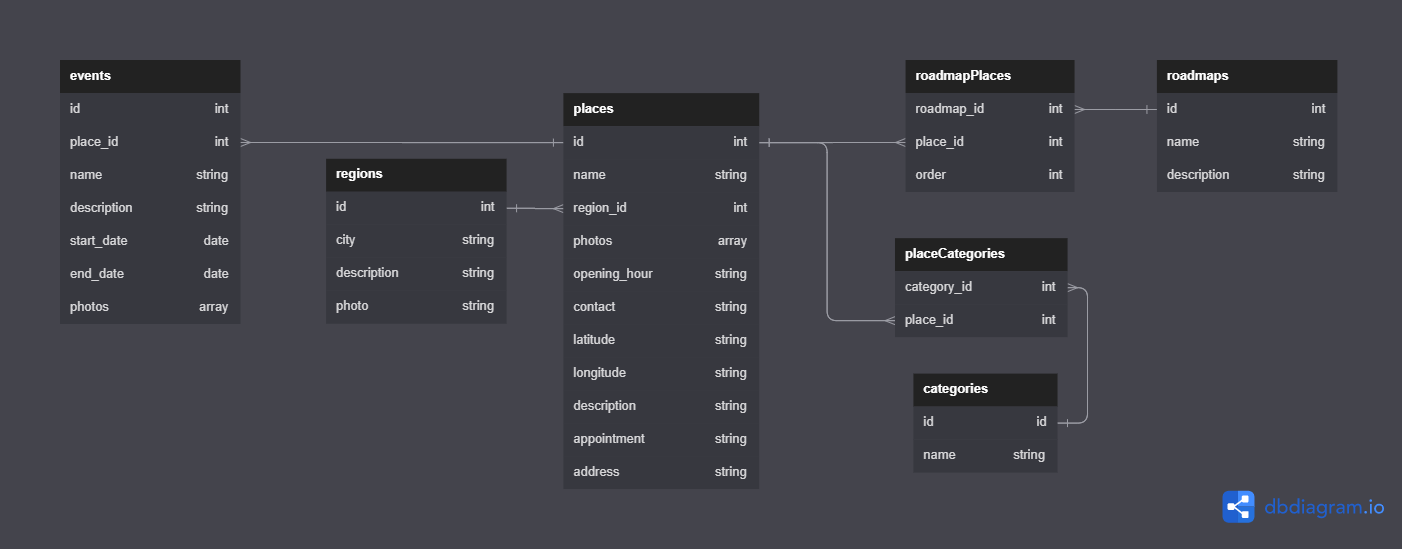 events
id int
place_id int
name string
description string
start_date date
end_date date
photos array
regions
id int
city string
description string
photo string
places
id int
name string
region_id int
photos array
opening_hour string
contact string
latitude string
longitude string
description string
appointment string
address string
roadmapPlaces
roadmap_id int
place_id int
order int
roadmaps
id int
name string
description string
placeCategories
category_id int
place_id int
categories
id id
name string
dbdiagram.io